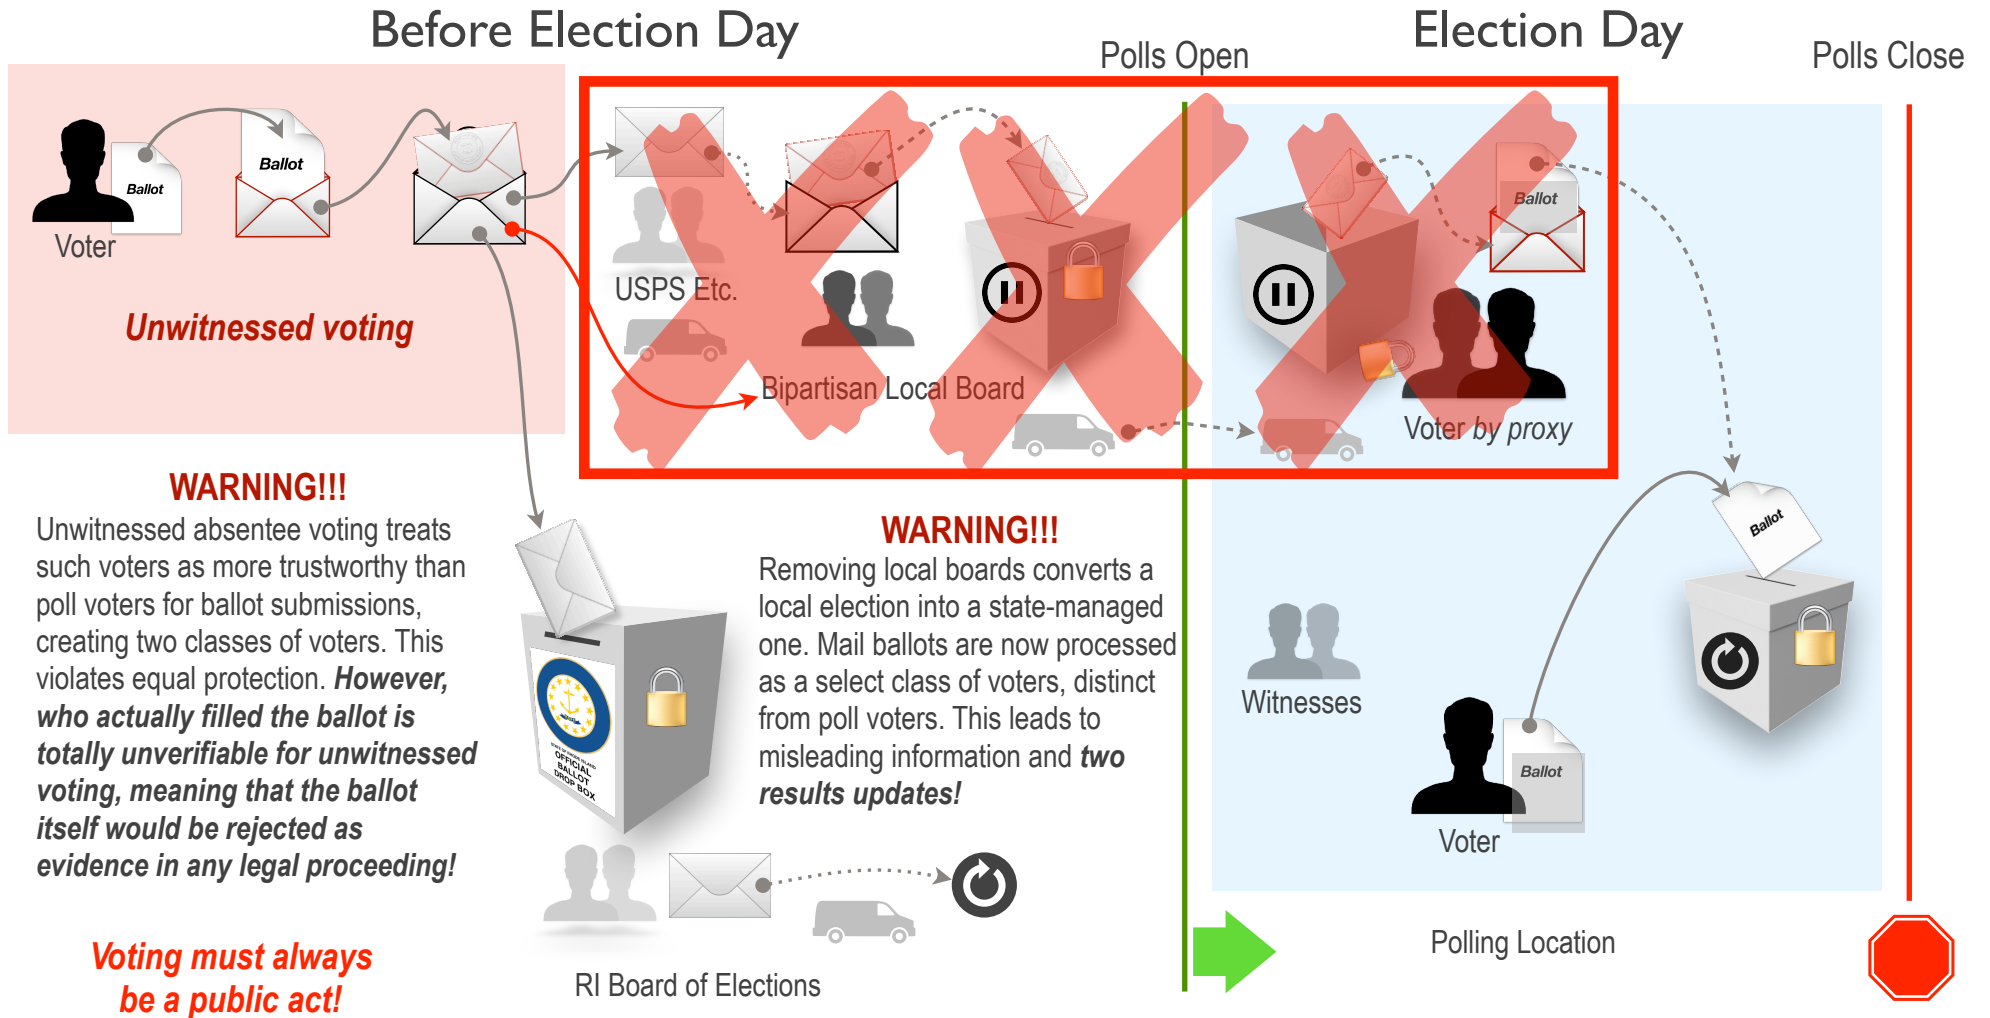 Before Election Day
Election Day
Polls Open
Polls Close
Ballot
Ballot
Voter
Unwitnessed voting
USPS Etc.
Bipartisan Local Board
Ballot
Voter by proxy
WARNING!!!
Unwitnessed absentee voting treats
such voters as more trustworthy than
poll voters for ballot submissions,
creating two classes of voters. This
violates equal protection. However,
who actually filled the ballot is
totally unverifiable for unwitnessed
voting, meaning that the ballot
itself would be rejected as
evidence in any legal proceeding!
Voting must always
be a public act!
STATE OF RHODE ISLAND
OFFICIAL
BALLOT
DROP BOX
RI Board of Elections
WARNING!!!
Removing local boards converts a
local election into a state-managed
one. Mail ballots are now processed
as a select class of voters, distinct
from poll voters. This leads to
misleading information and two
results updates!
Ballot
Witnesses
Ballot
Voter
Polling Location